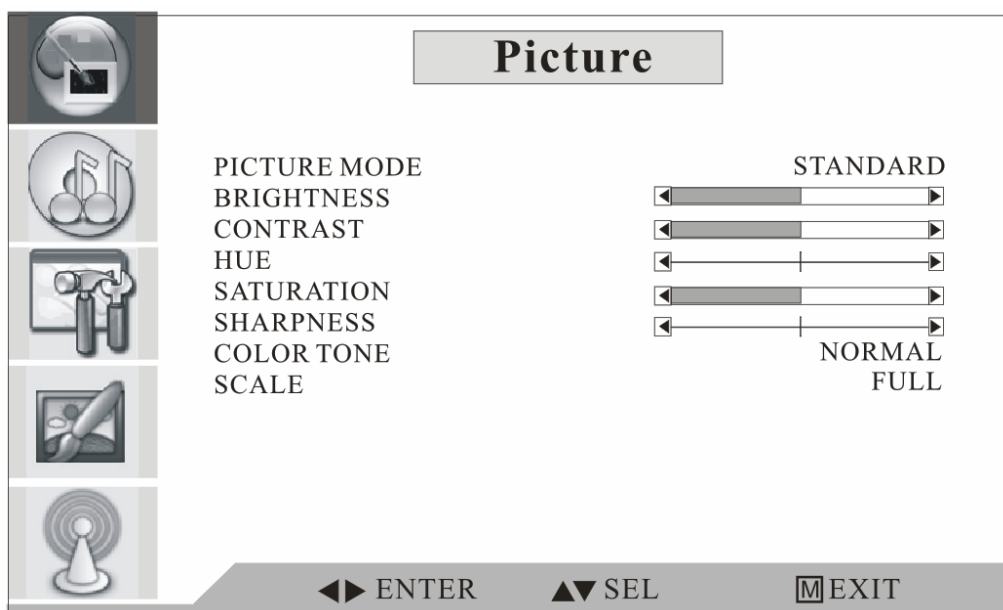 Picture
PICTURE MODE STANDARD
BRIGHTNESS
CONTRAST
HUE
SATURATION
SHARPNESS
COLOR TONE NORMAL
SCALE FULL
◀▶ ENTER ▲▼ SEL M EXIT